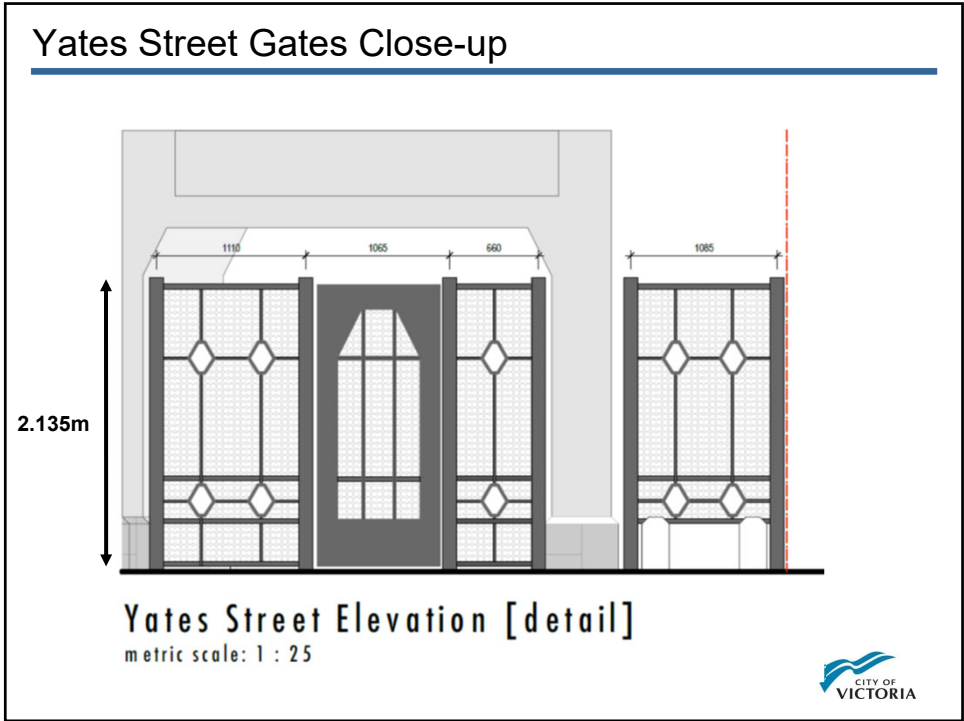 Yates Street Gates Close-up
1110 1065 660 1085
2.135m
Yates Street Elevation [detail]
metric scale: 1 : 25
CITY OF
VICTORIA